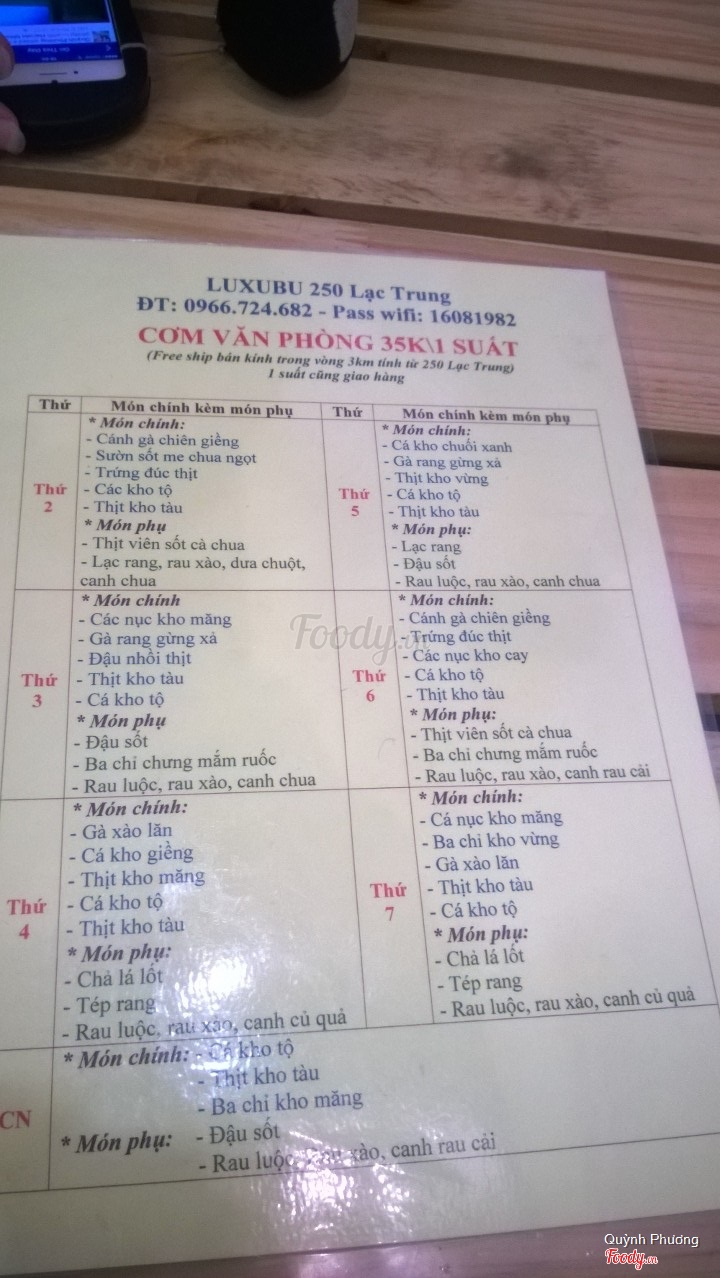 LUXUBU 250 Lạc Trung
ĐT: 0966.724.682 - Pass wifi: 16081982
CƠM VĂN PHÒNG 35K\1 SUẤT
(Free ship bán kính trong vòng 3km tính từ 250 Lạc Trung)
1 suất cũng giao hàng
Thứ
Món chính kèm món phụ
Thứ
Món chính kèm món phụ
Thứ
2
* Món chính:
- Cánh gà chiên giềng
- Sườn sốt me chua ngọt
- Trứng đúc thịt
- Các kho tộ
- Thịt kho tàu
* Món phụ
- Thịt viên sốt cà chua
- Lạc rang, rau xào, dưa chuột,
canh chua
Thứ
5
* Món chính:
- Cá kho chuối xanh
- Gà rang gừng xả
- Thịt kho vừng
- Cá kho tộ
- Thịt kho tàu
* Món phụ:
- Lạc rang
- Đậu sốt
- Rau luộc, rau xào, canh chua
Thứ
3
* Món chính
- Các nục kho măng
- Gà rang gừng xả
- Đậu nhồi thịt
- Thịt kho tàu
- Cá kho tộ
* Món phụ
- Đậu sốt
- Ba chỉ chưng mắm ruốc
- Rau luộc, rau xào, canh chua
Thứ
6
* Món chính:
- Cánh gà chiên giềng
- Trứng đúc thịt
- Các nục kho cay
- Cá kho tộ
- Thịt kho tàu
* Món phụ:
- Thịt viên sốt cà chua
- Ba chỉ chưng mắm ruốc
- Rau luộc, rau xào, canh rau cải
Thứ
4
* Món chính:
- Gà xào lăn
- Cá kho giềng
- Thịt kho măng
- Cá kho tộ
- Thịt kho tàu
* Món phụ:
- Chả lá lốt
- Tép rang
- Rau luộc, rau xào, canh củ quả
Thứ
7
* Món chính:
- Cá nục kho măng
- Ba chỉ kho vừng
- Gà xào lăn
- Thịt kho tàu
- Cá kho tộ
* Món phụ:
- Chả lá lốt
- Tép rang
- Rau luộc, rau xào, canh củ quả
CN
* Món chính: - Cá kho tộ
- Thịt kho tàu
- Ba chỉ kho măng
* Món phụ: - Đậu sốt
- Rau luộc, rau xào, canh rau cải
Foody.vn
Quỳnh Phương
Foody.vn